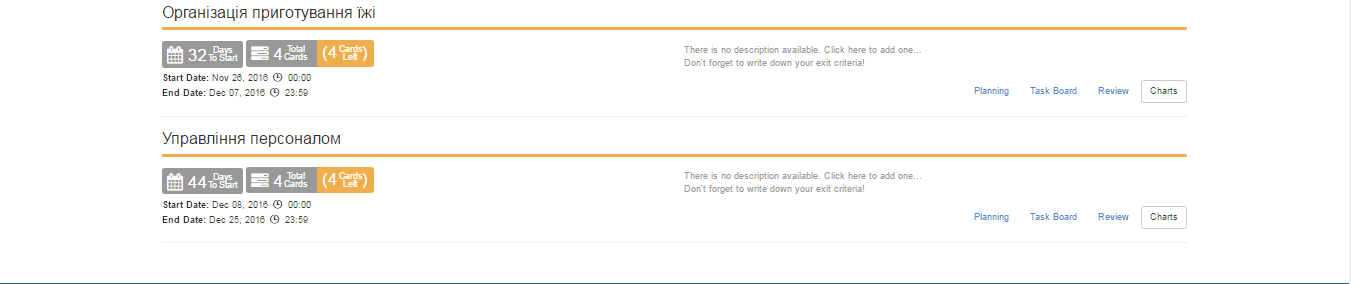 Організація приготування їжі
32 Days To Start 4 Total Cards (4 Cards Left)
There is no description available. Click here to add one...
Don't forget to write down your exit criteria!
Start Date: Nov 26, 2016 00:00
End Date: Dec 07, 2016 23:59
Planning Task Board Review Charts
Управління персоналом
44 Days To Start 4 Total Cards (4 Cards Left)
There is no description available. Click here to add one...
Don't forget to write down your exit criteria!
Start Date: Dec 08, 2016 00:00
End Date: Dec 25, 2016 23:59
Planning Task Board Review Charts